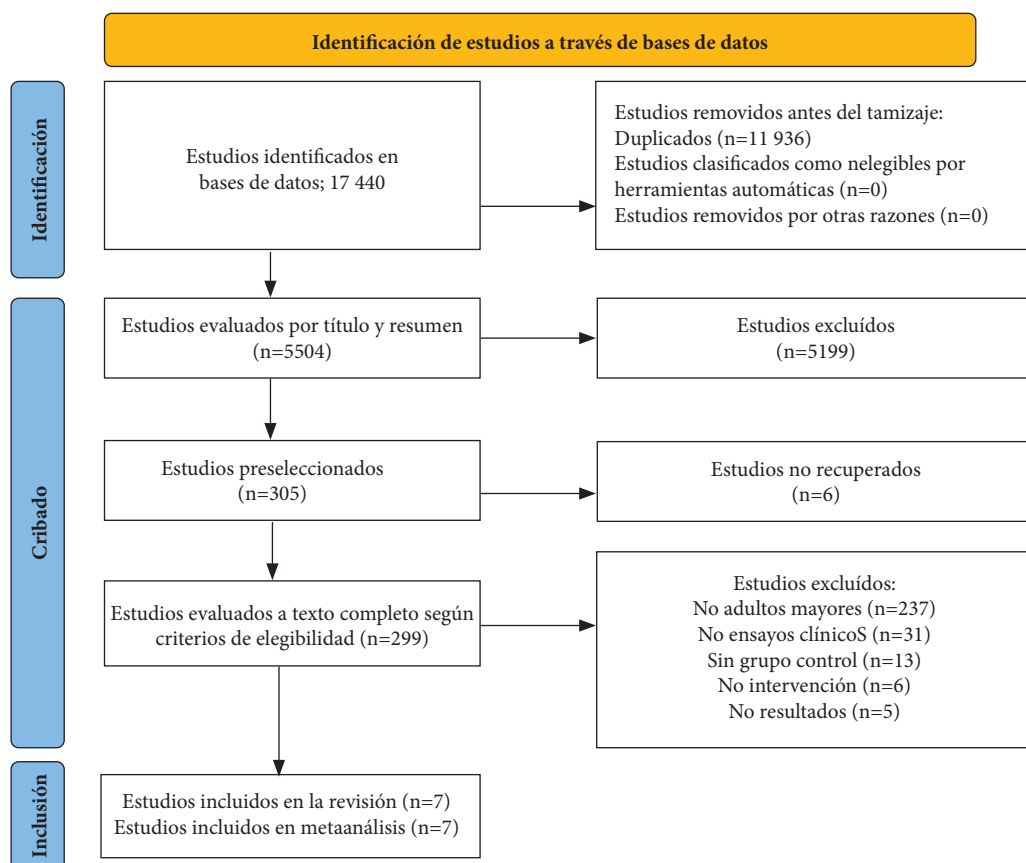 Identificación de estudios a través de bases de datos
Identificación
Estudios identificados en
bases de datos; 17 440
Estudios removidos antes del tamizaje:
Duplicados (n=11 936)
Estudios clasificados como nelegibles por
herramientas automáticas (n=0)
Estudios removidos por otras razones (n=0)
Cribado
Estudios evaluados por título y resumen
(n=5504)
Estudios excluídos
(n=5199)
Estudios preseleccionados
(n=305)
Estudios no recuperados
(n=6)
Estudios evaluados a texto completo según
criterios de elegibilidad (n=299)
Estudios excluídos:
No adultos mayores (n=237)
No ensayos clínicoS (n=31)
Sin grupo control (n=13)
No intervención (n=6)
No resultados (n=5)
Inclusión
Estudios incluidos en la revisión (n=7)
Estudios incluidos en metaanálisis (n=7)